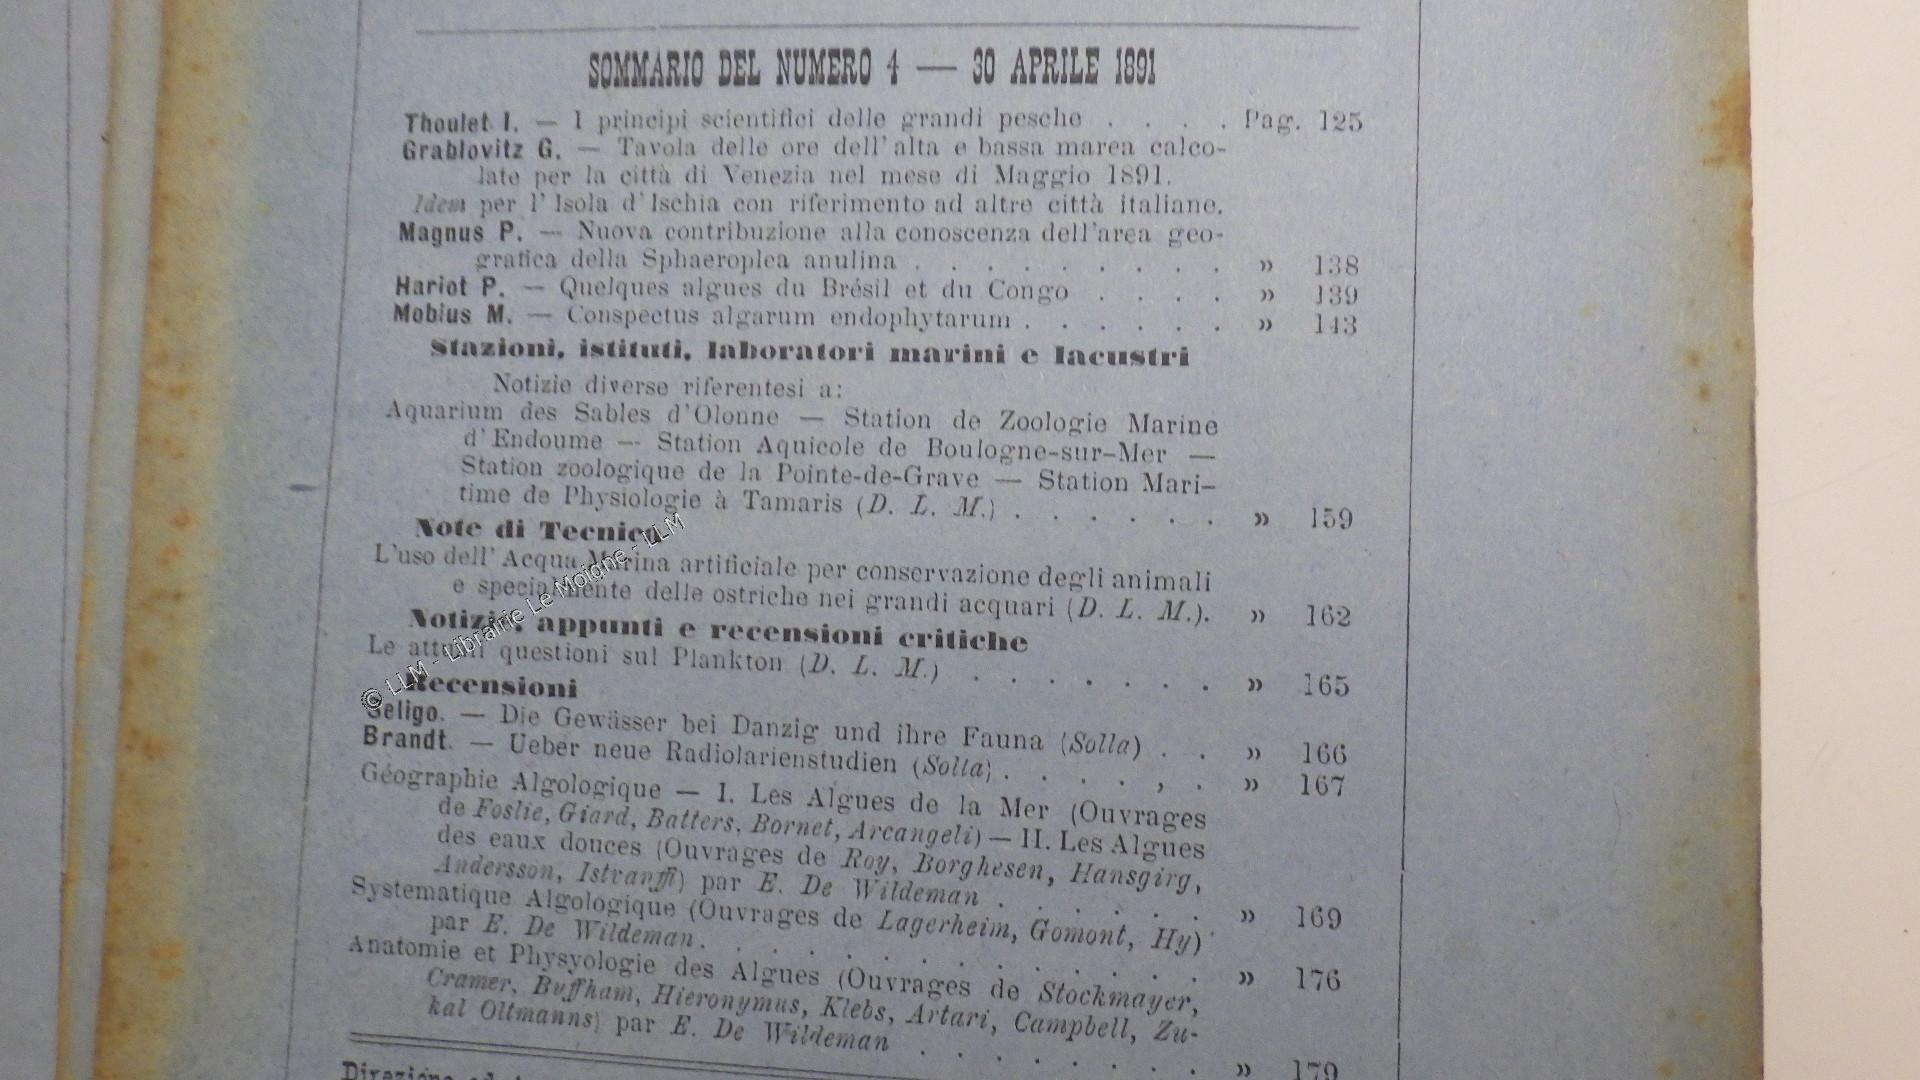 SOMMARIO DEL NUMERO 4 — 30 APRILE 1891
Thoulet I. — I principi scientifici delle grandi pesche . . . . Pag. 125
Grablovitz G. — Tavola delle ore dell'alta e bassa marea calco-
late per la città di Venezia nel mese di Maggio 1891.
Idem per l'Isola d'Ischia con riferimento ad altre città italiane.
Magnus P. — Nuova contribuzione alla conoscenza dell'area geo-
grafica della Sphaeroplea anulina . . . . . . . . . » 138
Hariot P. — Quelques algues du Brésil et du Congo . . . . » 139
Mobius M. — Conspectus algarum endophytarum . . . . . . » 143
Stazioni, istituti, laboratori marini e lacustri
Notizie diverse riferentesi a:
Aquarium des Sables d'Olonne — Station de Zoologie Marine
d'Endoume — Station Aquicole de Boulogne-sur-Mer —
Station zoologique de la Pointe-de-Grave — Station Mari-
time de Physiologie à Tamaris (D. L. M.) . . . . . . » 159
Note di Tecnica
L'uso dell'Acqua Marina artificiale per conservazione degli animali
e specialmente delle ostriche nei grandi acquari (D. L. M.). » 162
Notizie, appunti e recensioni critiche
Le attuali questioni sul Plankton (D. L. M.) . . . . . . . » 165
Recensioni
Seligo. — Die Gewässer bei Danzig und ihre Fauna (Solla) . . » 166
Brandt. — Ueber neue Radiolarienstudien (Solla) . . . . , . » 167
Géographie Algologique — I. Les Algues de la Mer (Ouvrages
de Foslie, Giard, Batters, Bornet, Arcangeli) — II. Les Algues
des eaux douces (Ouvrages de Roy, Borghesen, Hansgirg,
Andersson, Istvanffi) par E. De Wildeman . . . . . . » 169
Systematique Algologique (Ouvrages de Lagerheim, Gomont, Hy)
par E. De Wildeman . . . . . . . . . . . . . » 176
Anatomie et Physyologie des Algues (Ouvrages de Stockmayer,
Cramer, Buffham, Hieronymus, Klebs, Artari, Campbell, Zu-
kal Oltmanns) par E. De Wildeman . . . . . . . » 179
Direzione
© LLM - Librairie Le Moigne - LLM